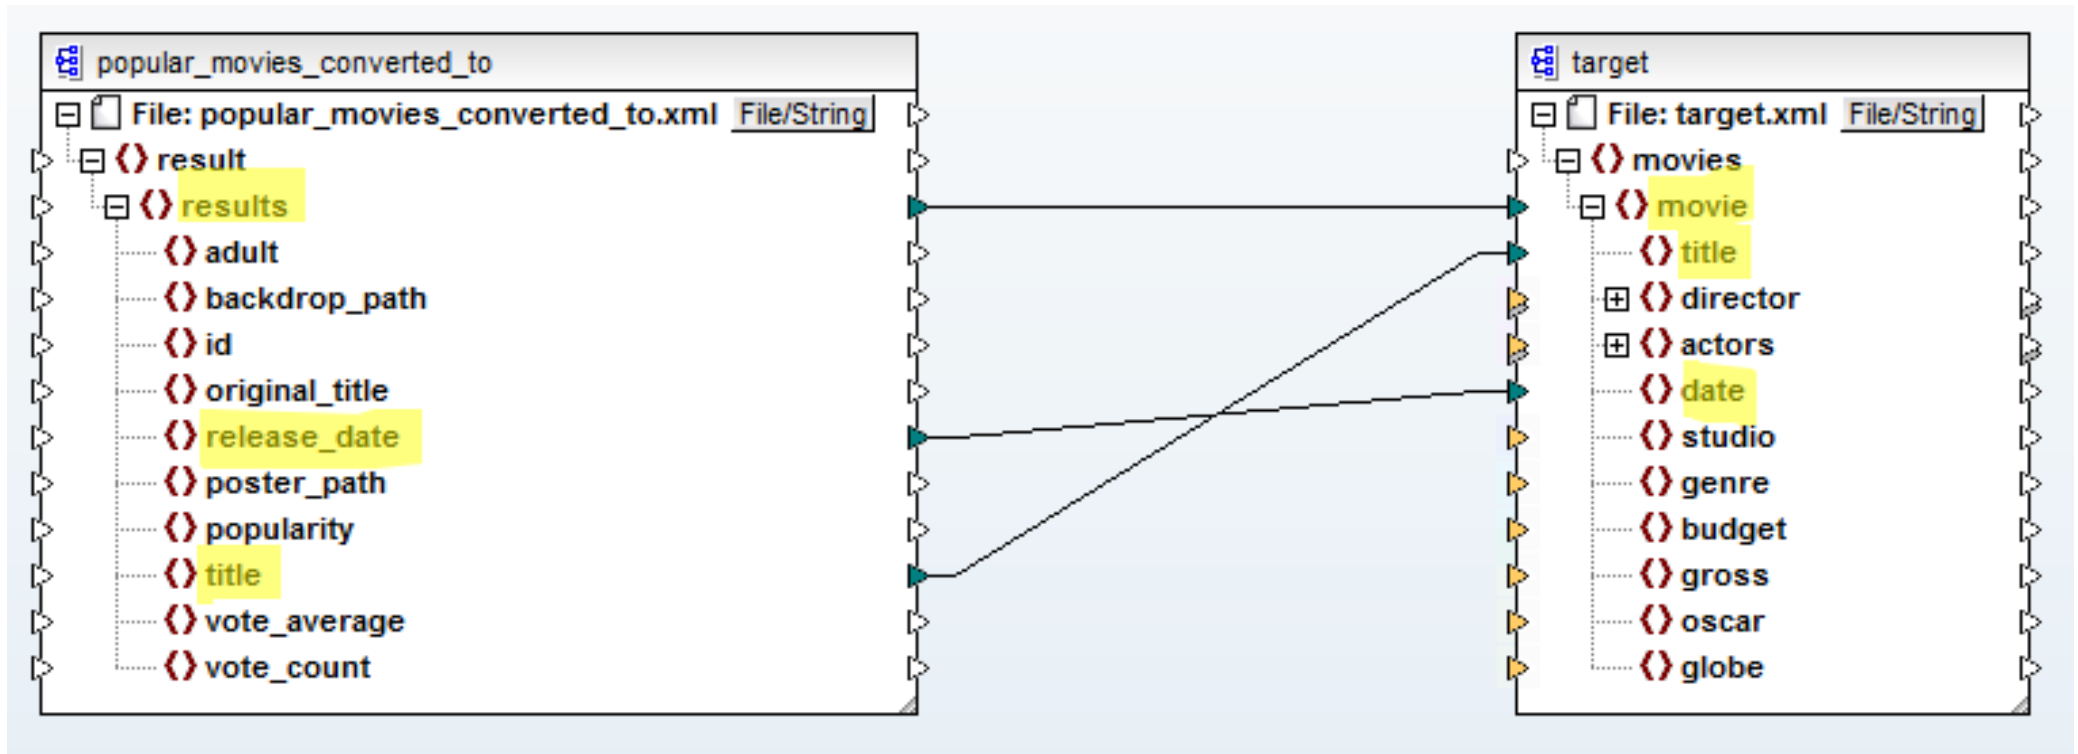 popular_movies_converted_to
File: popular_movies_converted_to.xml File/String
result
results
adult
backdrop_path
id
original_title
release_date
poster_path
popularity
title
vote_average
vote_count
target
File: target.xml File/String
movies
movie
title
director
actors
date
studio
genre
budget
gross
oscar
globe